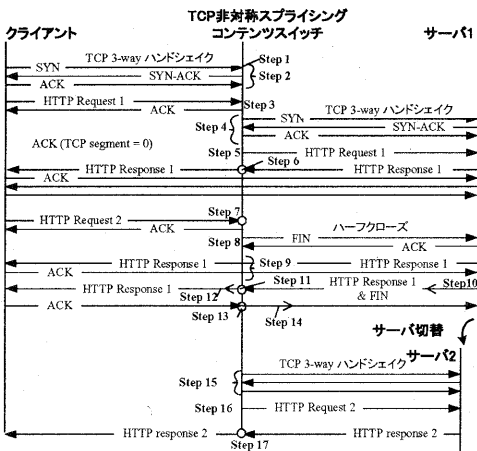 TCP非対称スプライシング
クライアント コンテンツスイッチ サーバ1
TCP 3-way ハンドシェイク Step 1
SYN
SYN-ACK Step 2
ACK
HTTP Request 1 Step 3
ACK
TCP 3-way ハンドシェイク
SYN
Step 4 SYN-ACK
ACK
ACK (TCP segment = 0)
Step 5 HTTP Request 1
Step 6
HTTP Response 1 HTTP Response 1
ACK
Step 7
HTTP Request 2
ACK
ハーフクローズ
Step 8 FIN
ACK
HTTP Response 1 Step 9 HTTP Response 1
ACK
Step 11
HTTP Response 1 HTTP Response 1 Step10
& FIN
Step 12
ACK
Step 13 Step 14
サーバ切替
サーバ2
TCP 3-way ハンドシェイク
Step 15
Step 16 HTTP Request 2
HTTP response 2 HTTP response 2
Step 17